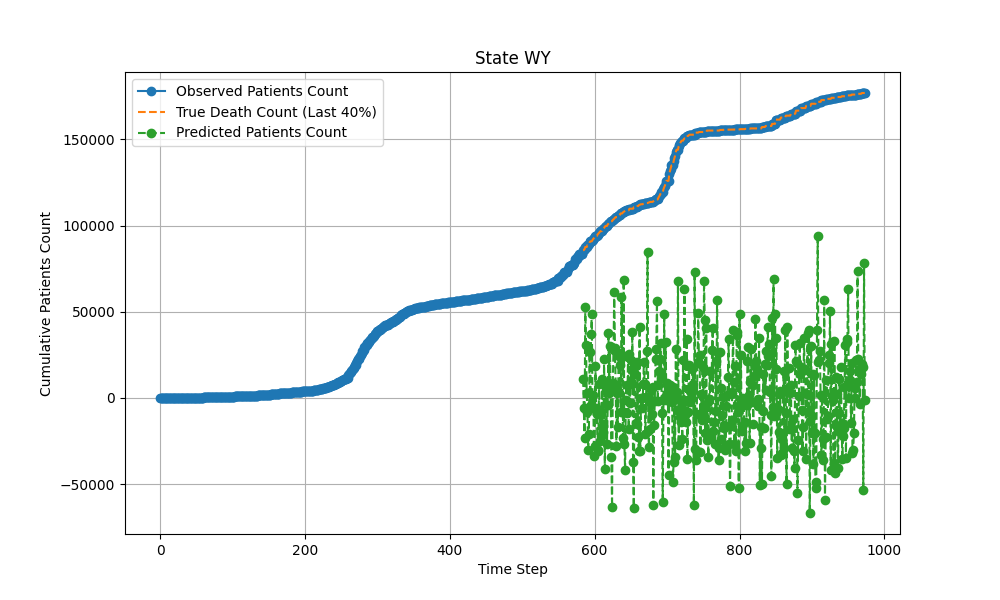 State WY
Observed Patients Count
True Death Count (Last 40%)
Predicted Patients Count
Cumulative Patients Count
150000
100000
50000
0
−50000
0 200 400 600 800 1000
Time Step